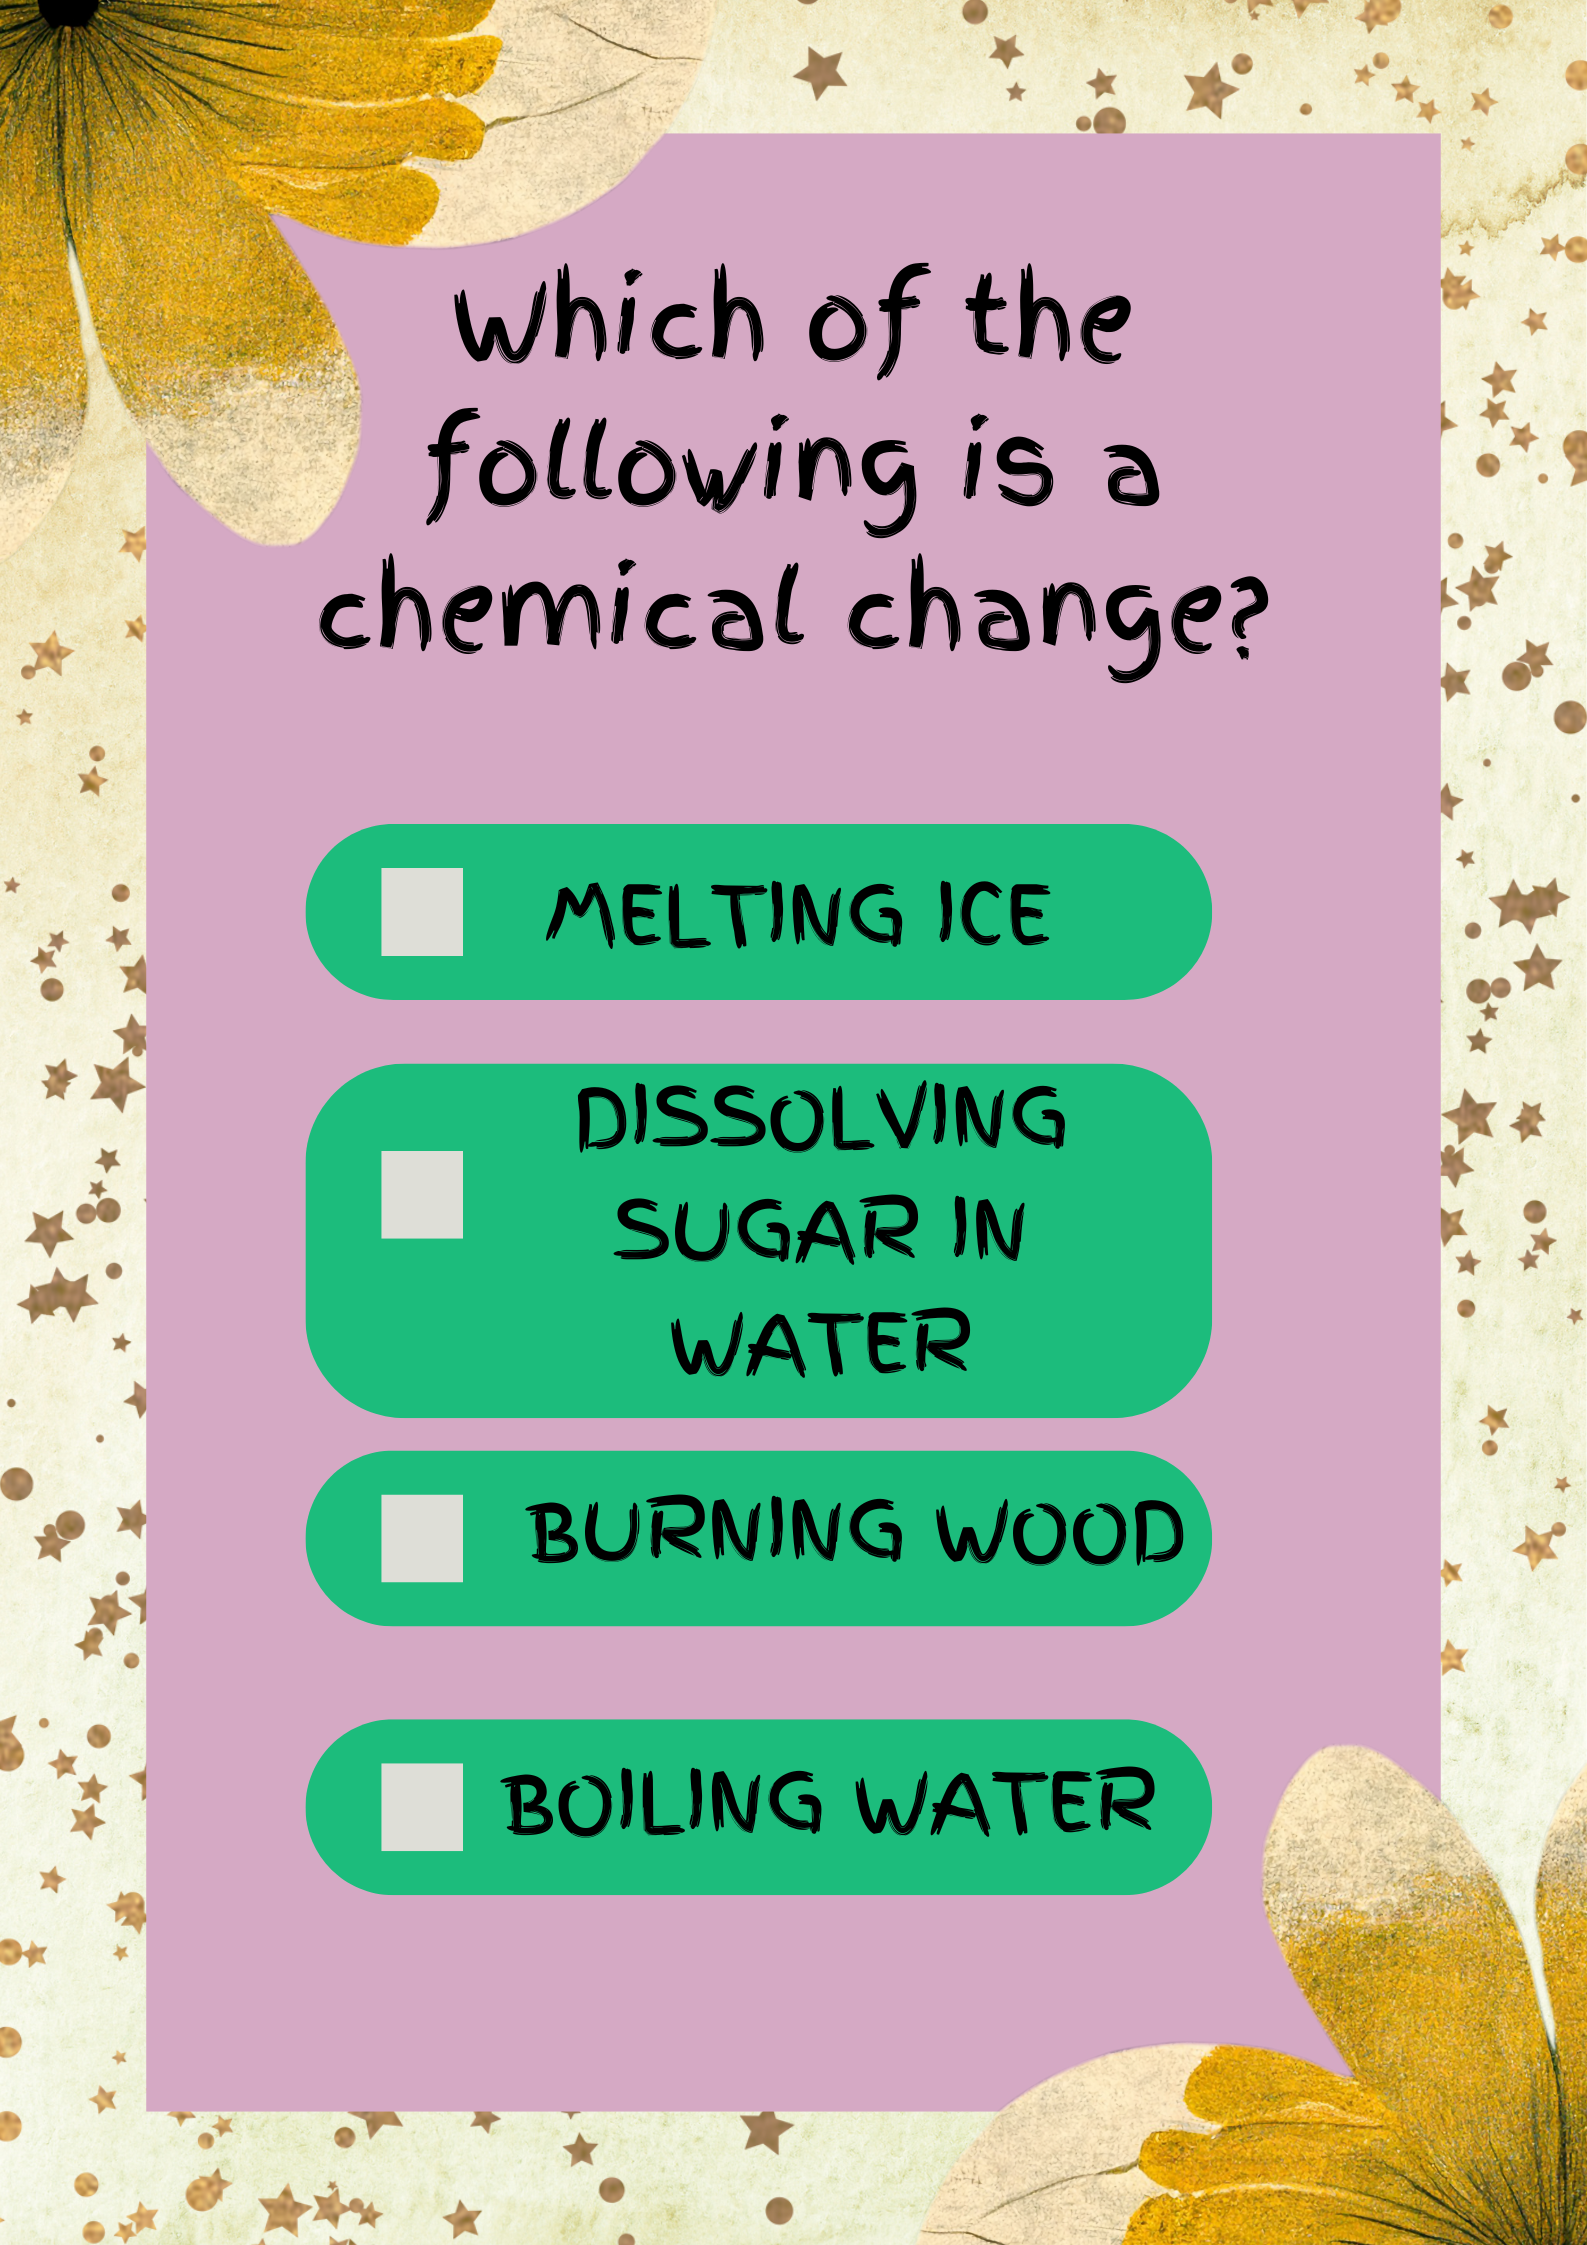 Which of the
following is a
chemical change?
MELTING ICE
DISSOLVING
SUGAR IN
WATER
BURNING WOOD
BOILING WATER